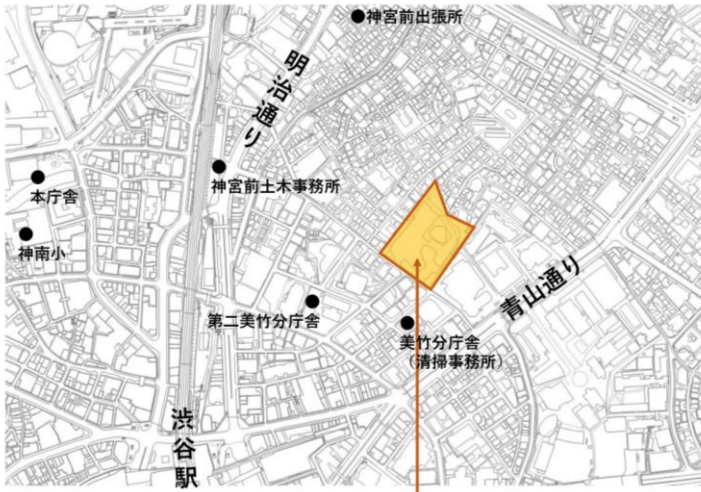 神宮前出張所
明治通り
神宮前土木事務所
本庁舎
神南小
第二美竹分庁舎
美竹分庁舎
(清掃事務所)
青山通り
渋谷駅